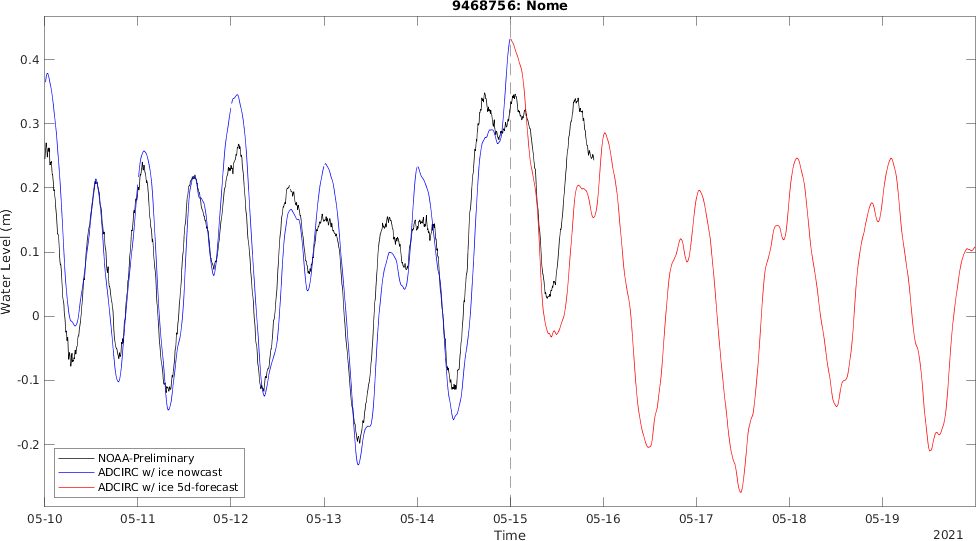 9468756: Nome
Water Level (m)
0.4
0.3
0.2
0.1
0
-0.1
-0.2
NOAA-Preliminary
ADCIRC w/ ice nowcast
ADCIRC w/ ice 5d-forecast
05-10 05-11 05-12 05-13 05-14 05-15 05-16 05-17 05-18 05-19
Time
2021